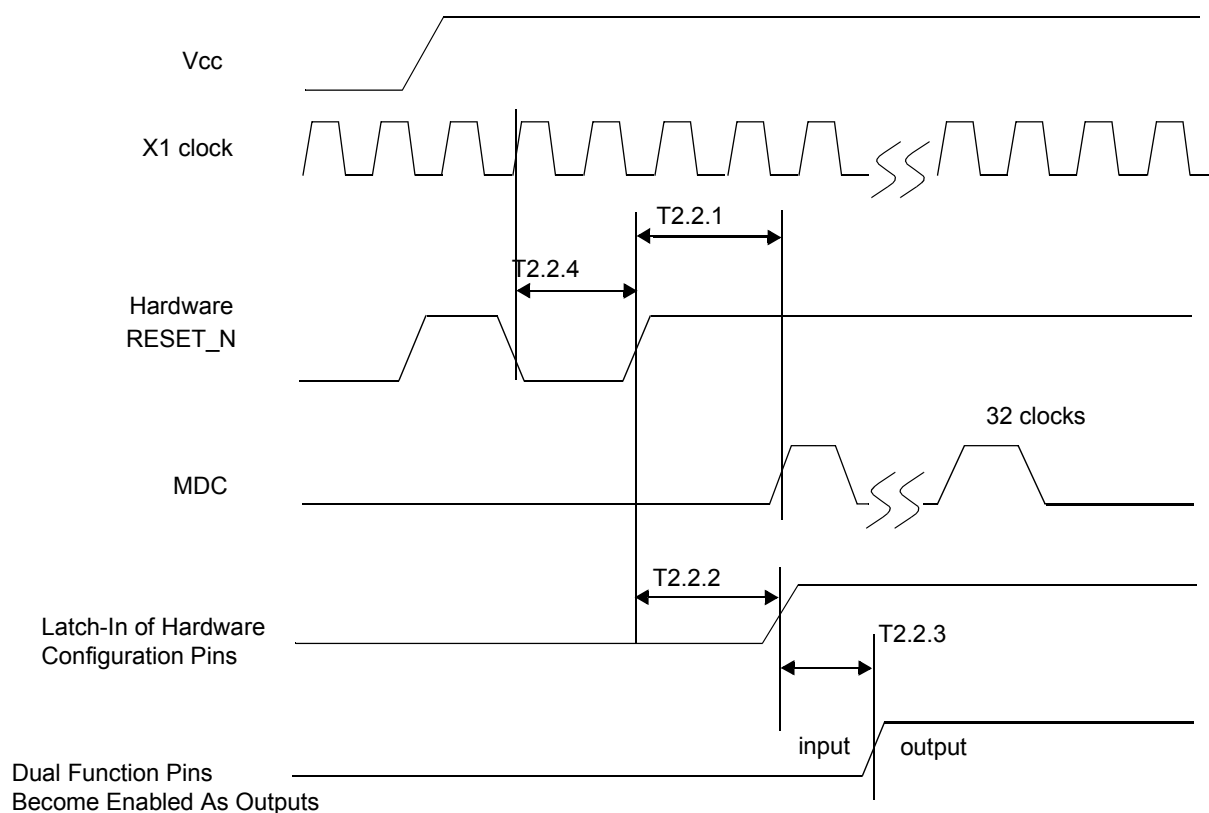 Vcc
X1 clock
T2.2.1
T2.2.4
Hardware
RESET_N
32 clocks
MDC
T2.2.2
Latch-In of Hardware
Configuration Pins
T2.2.3
input
output
Dual Function Pins
Become Enabled As Outputs